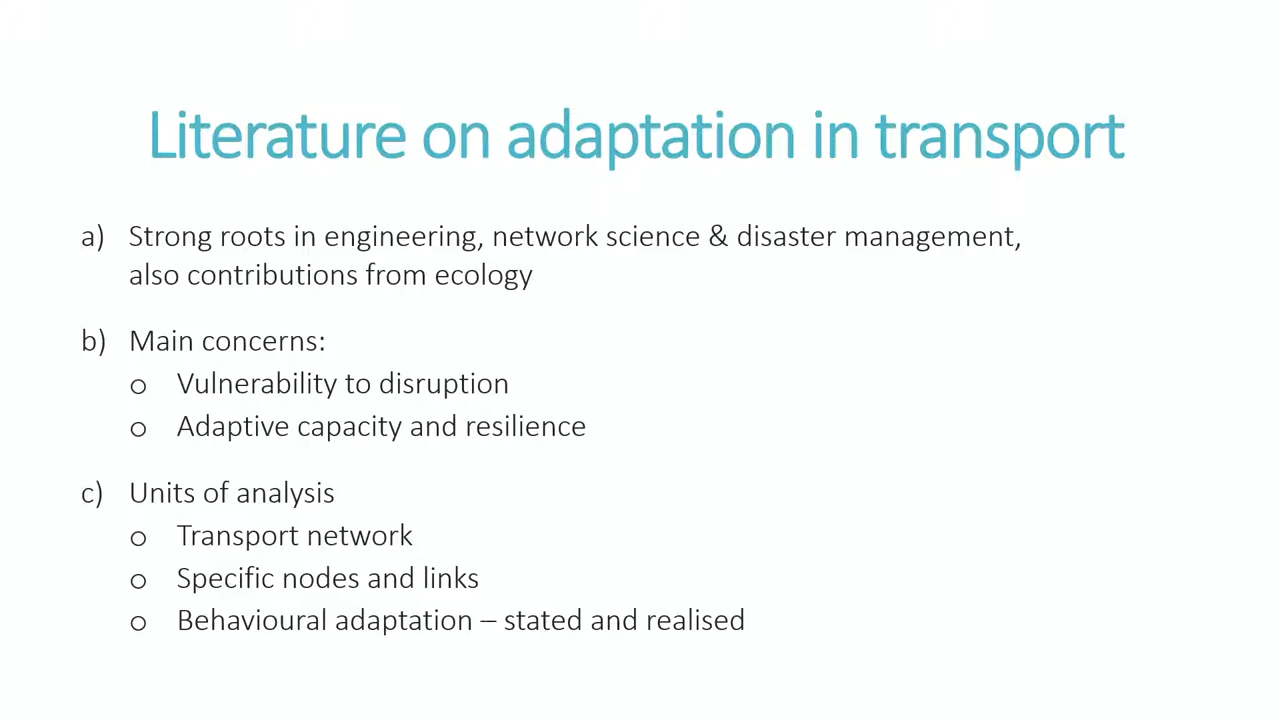 Literature on adaptation in transport
a) Strong roots in engineering, network science & disaster management,
also contributions from ecology
b) Main concerns:
o Vulnerability to disruption
o Adaptive capacity and resilience
c) Units of analysis
o Transport network
o Specific nodes and links
o Behavioural adaptation – stated and realised